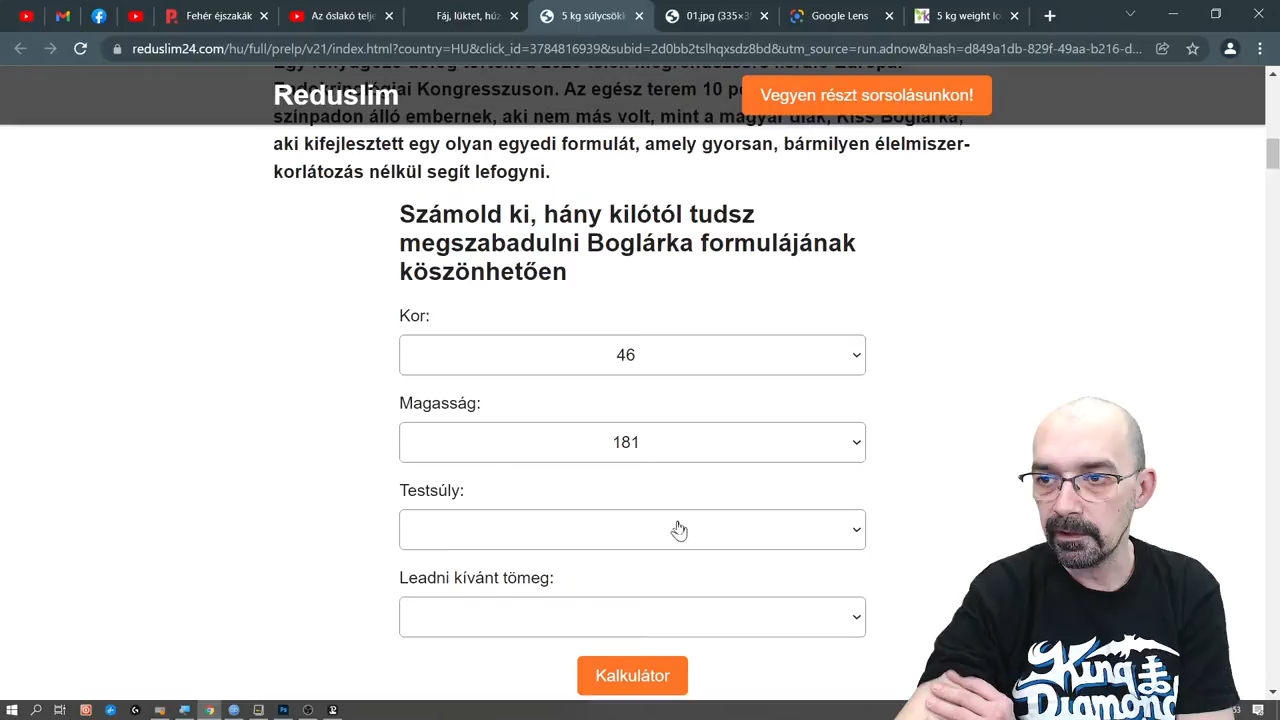 Fehér éjszakák
Az őslakó telje
Fáj, lüktet, húz
5 kg súlycsökk
01.jpg (335×3
Google Lens
5 kg weight lo
reduslim24.com/hu/full/prelp/v21/index.html?country=HU&click_id=3784816939&subid=2d0bb2tslhqxsdz8bd&utm_source=run.adnow&hash=d849a1db-829f-49aa-b216-d...
Reduslim
Vegyen részt sorsolásunkon!
Kongresszuson. Az egész terem 10 pe
színpadon álló embernek, aki nem más volt, mint a magyar diák, Kiss Boglárka,
aki kifejlesztett egy olyan egyedi formulát, amely gyorsan, bármilyen élelmiszer-
korlátozás nélkül segít lefogyni.
Számold ki, hány kilótól tudsz
megszabadulni Boglárka formulájának
köszönhetően
Kor:
46
Magasság:
181
Testsúly:
Leadni kívánt tömeg:
Kalkulátor
King
Diamond